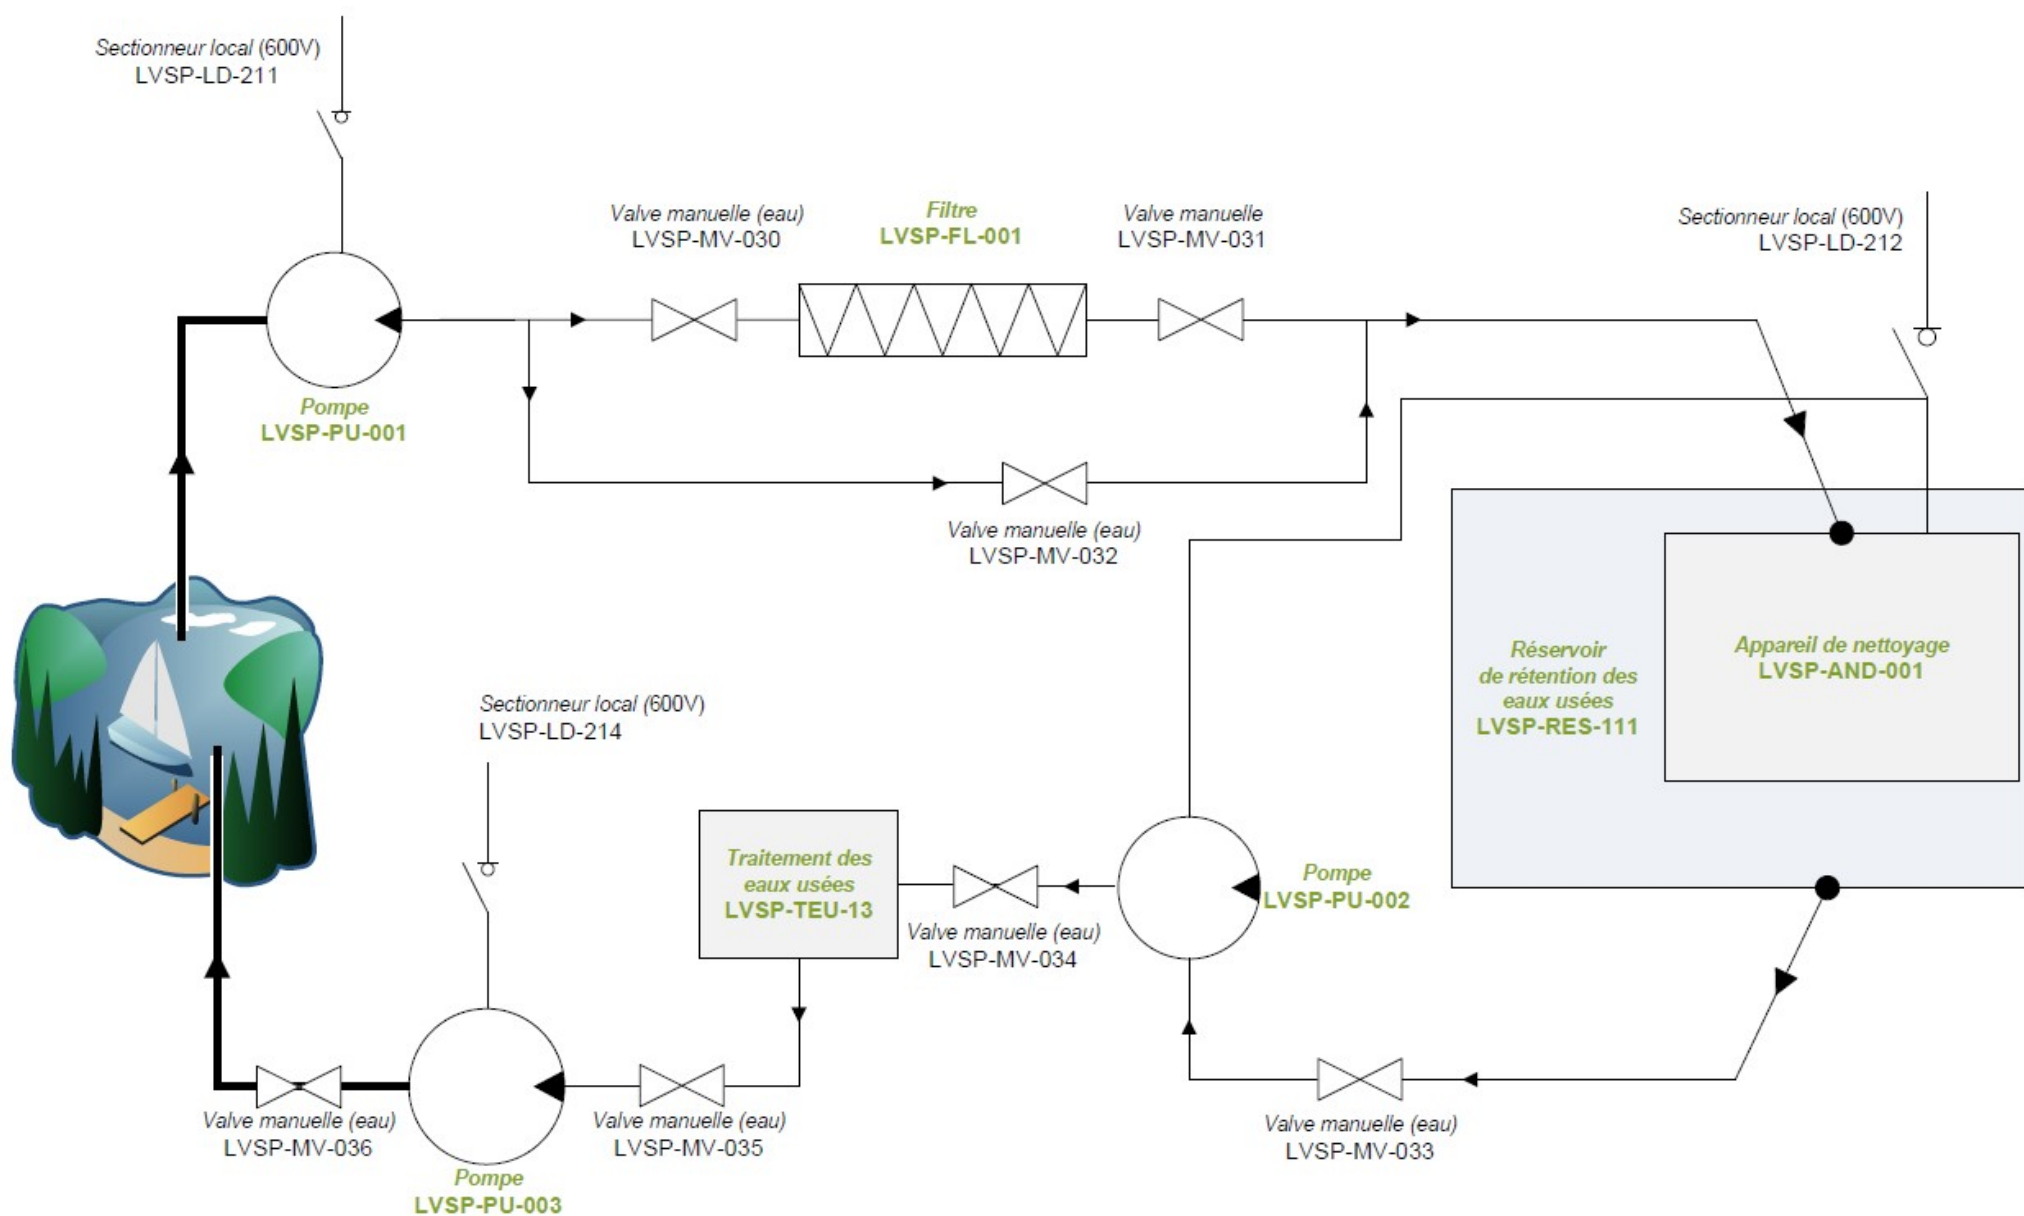 Sectionneur local (600V)
LVSP-LD-211
Valve manuelle (eau)
LVSP-MV-030
Filtre
LVSP-FL-001
Valve manuelle
LVSP-MV-031
Sectionneur local (600V)
LVSP-LD-212
Pompe
LVSP-PU-001
Valve manuelle (eau)
LVSP-MV-032
Réservoir
de rétention des
eaux usées
LVSP-RES-111
Appareil de nettoyage
LVSP-AND-001
Sectionneur local (600V)
LVSP-LD-214
Traitement des
eaux usées
LVSP-TEU-13
Valve manuelle (eau)
LVSP-MV-034
Pompe
LVSP-PU-002
Valve manuelle (eau)
LVSP-MV-036
Valve manuelle (eau)
LVSP-MV-035
Valve manuelle (eau)
LVSP-MV-033
Pompe
LVSP-PU-003